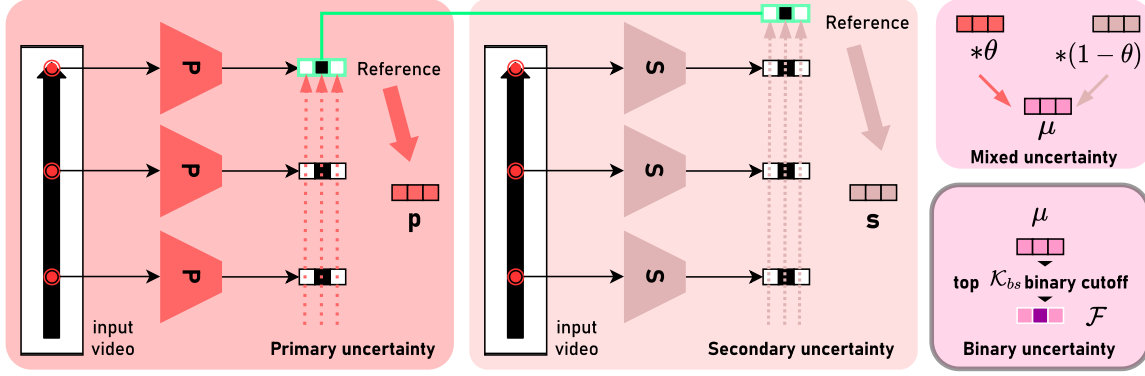 P
Reference
P
p
P
input
video
Primary uncertainty
S
Reference
S
s
S
input
video
Secondary uncertainty
*θ
*(1 − θ)
μ
Mixed uncertainty
μ
top 𝒦bs binary cutoff
ℱ
Binary uncertainty